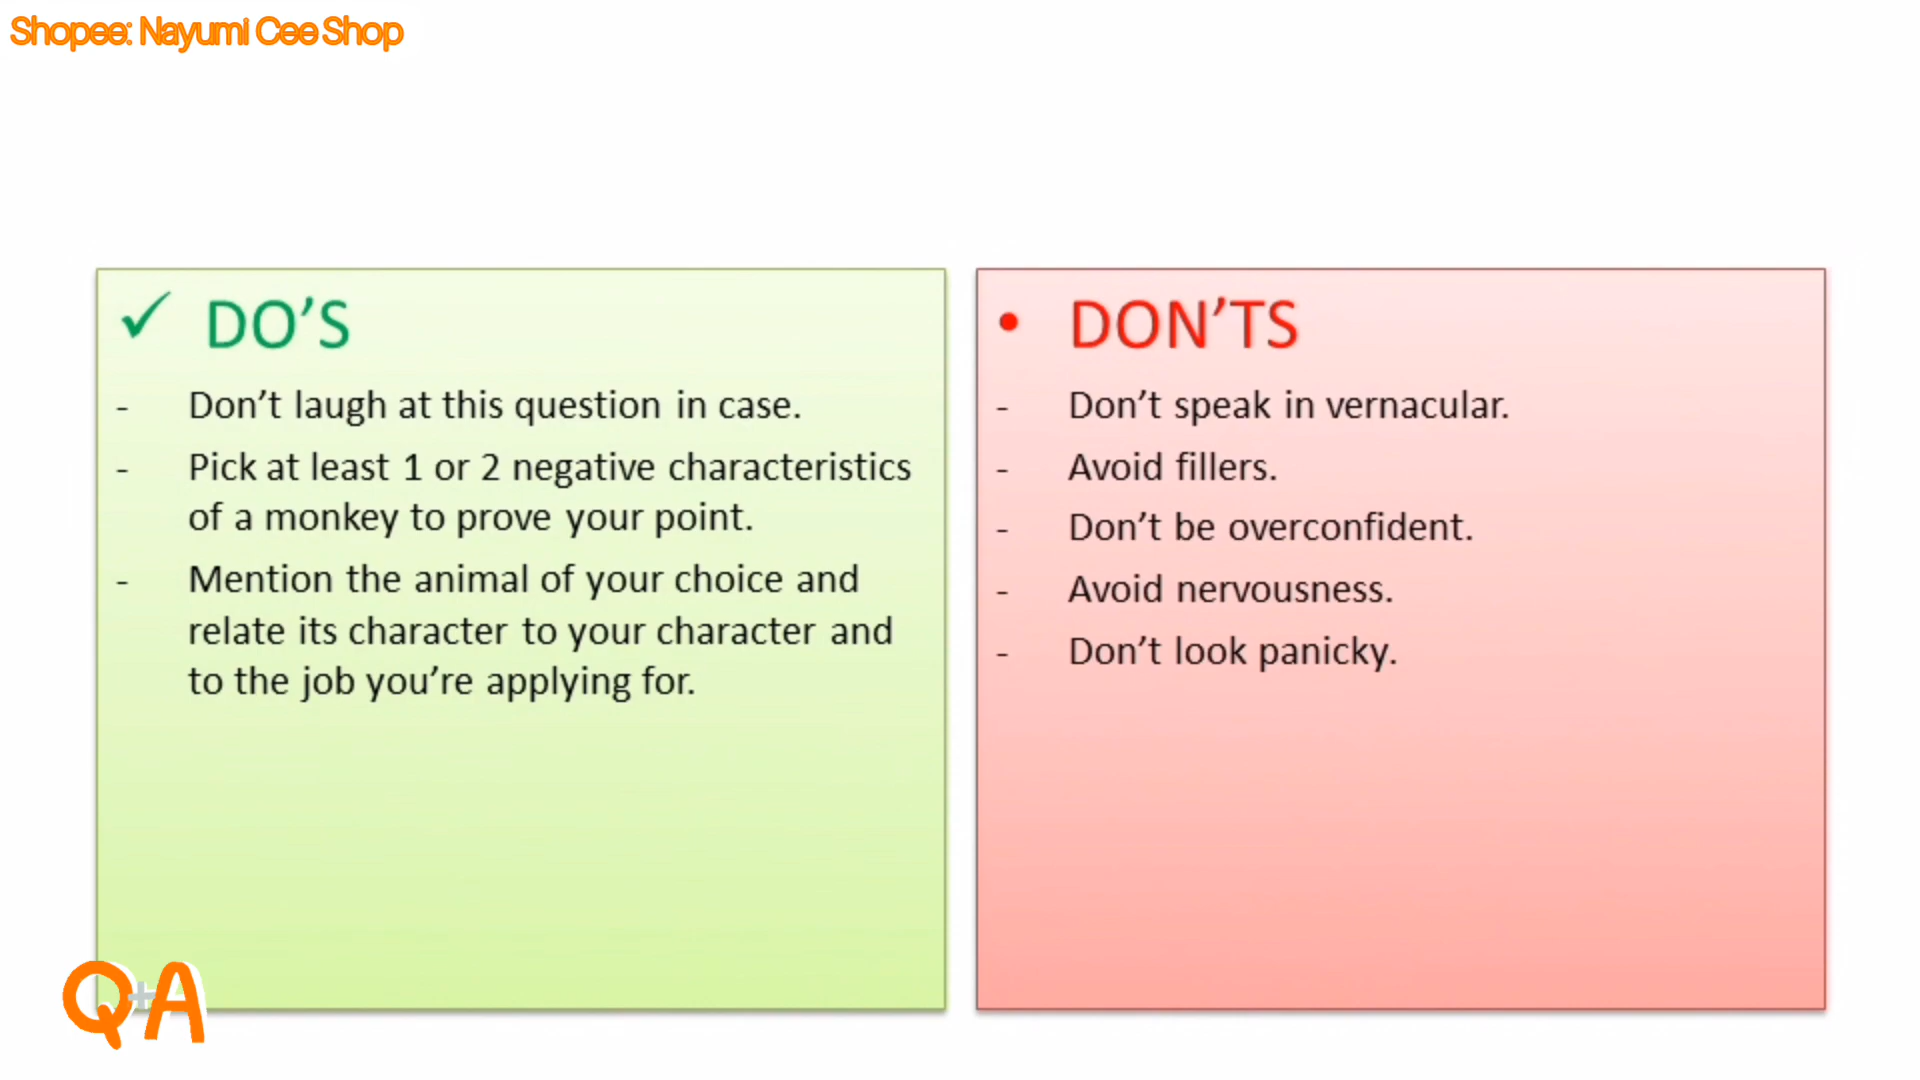 Shopee: Nayumi Cee Shop
✓ DO’S
- Don’t laugh at this question in case.
- Pick at least 1 or 2 negative characteristics
of a monkey to prove your point.
- Mention the animal of your choice and
relate its character to your character and
to the job you’re applying for.
• DON’TS
- Don’t speak in vernacular.
- Avoid fillers.
- Don’t be overconfident.
- Avoid nervousness.
- Don’t look panicky.
Q+A